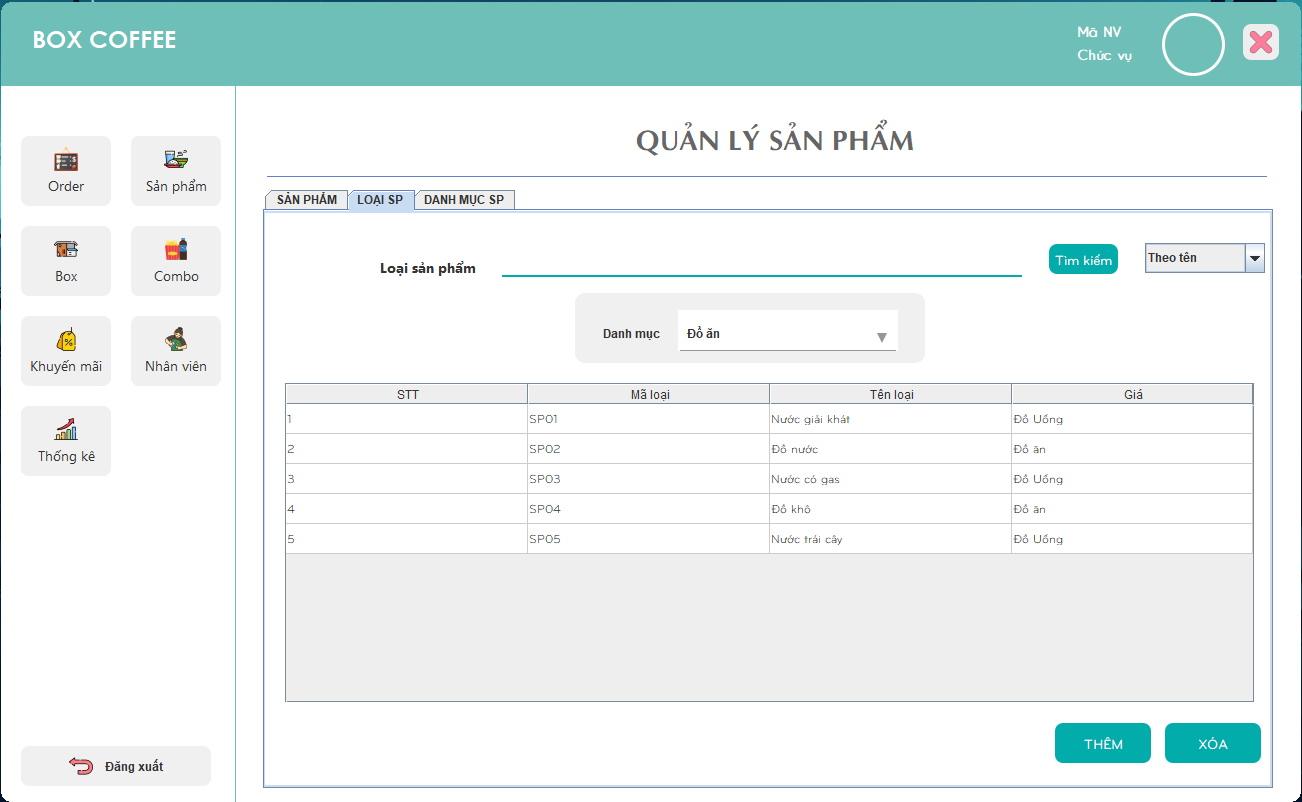 BOX COFFEE
Mã NV
Chức vụ
Order
Sản phẩm
Box
Combo
Khuyến mãi
Nhân viên
Thống kê
Đăng xuất
QUẢN LÝ SẢN PHẨM
SẢN PHẨM LOẠI SP DANH MỤC SP
Loại sản phẩm Tìm kiếm Theo tên
Danh mục Đồ ăn
STT Mã loại Tên loại Giá
1 SP01 Nước giải khát Đồ Uống
2 SP02 Đồ nước Đồ ăn
3 SP03 Nước có gas Đồ Uống
4 SP04 Đồ khô Đồ ăn
5 SP05 Nước trái cây Đồ Uống
THÊM XÓA